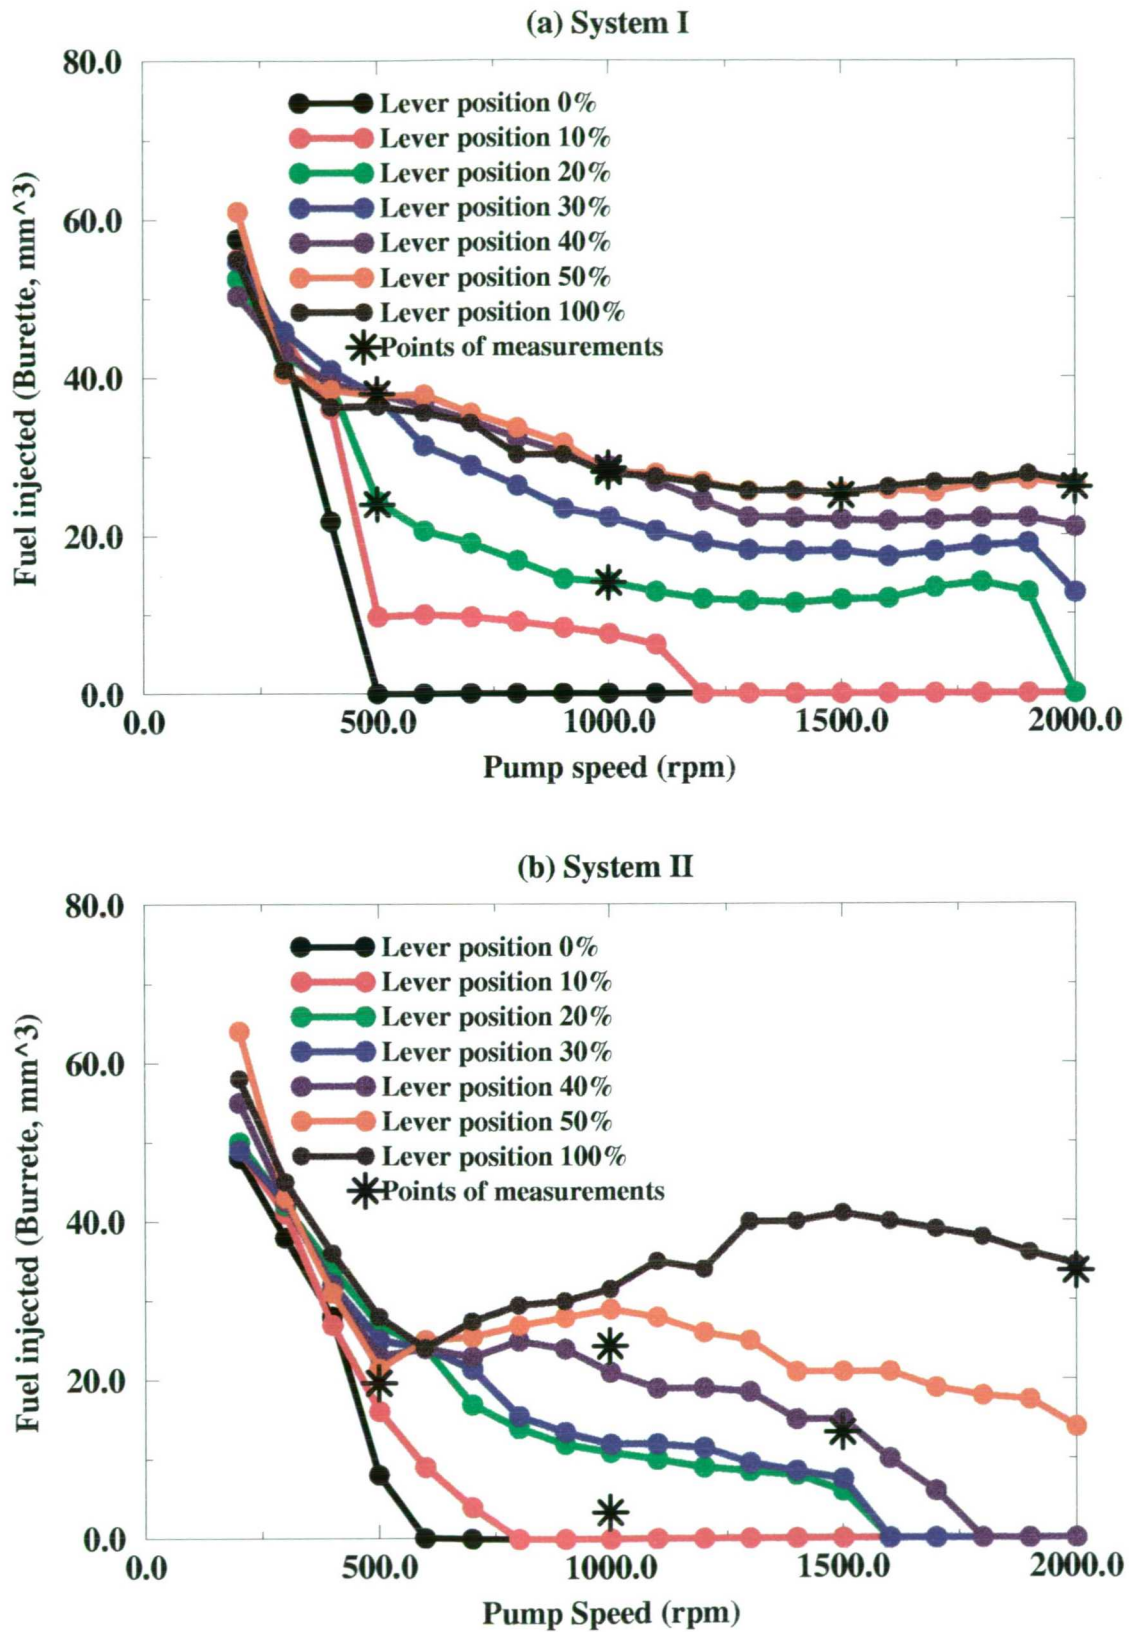 (a) System I
80.0
60.0
40.0
20.0
0.0
Fuel injected (Burette, mm^3)
Lever position 0%
Lever position 10%
Lever position 20%
Lever position 30%
Lever position 40%
Lever position 50%
Lever position 100%
Points of measurements
0.0 500.0 1000.0 1500.0 2000.0
Pump speed (rpm)
(b) System II
80.0
60.0
40.0
20.0
0.0
Fuel injected (Burrete, mm^3)
Lever position 0%
Lever position 10%
Lever position 20%
Lever position 30%
Lever position 40%
Lever position 50%
Lever position 100%
Points of measurements
0.0 500.0 1000.0 1500.0 2000.0
Pump Speed (rpm)